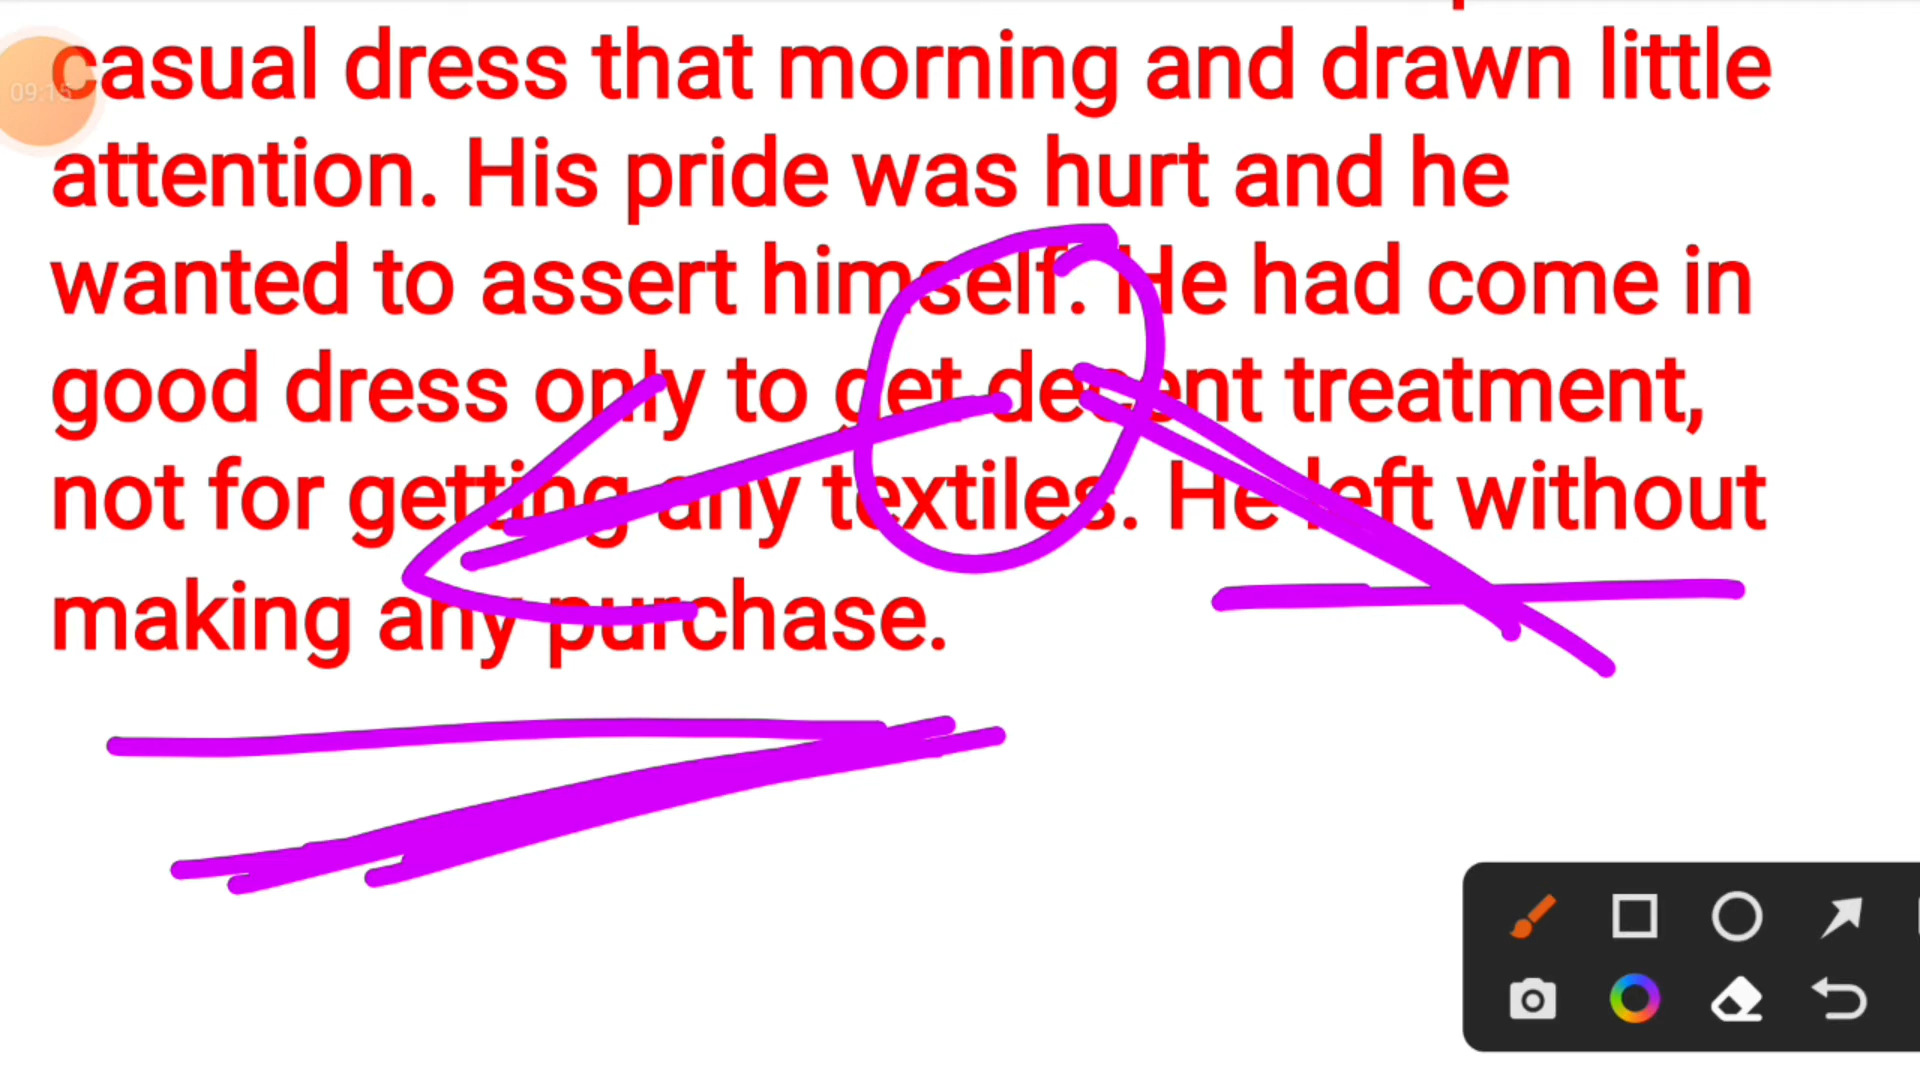 casual dress that morning and drawn little
attention. His pride was hurt and he
wanted to assert himself. He had come in
good dress only to get decent treatment,
not for getting any textiles. He left without
making any purchase.
09:15